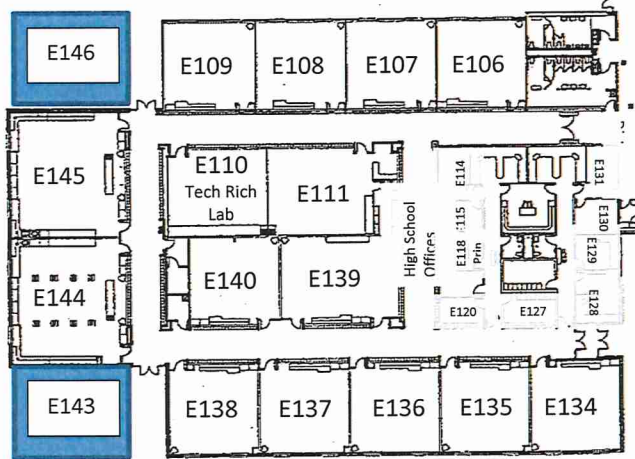 E146
E109
E108
E107
E106
E145
E110
Tech Rich
Lab
E111
E114
E131
E115
E130
High School
Offices
E118
Prin
E129
E144
E140
E139
E128
E120
E127
E143
E138
E137
E136
E135
E134